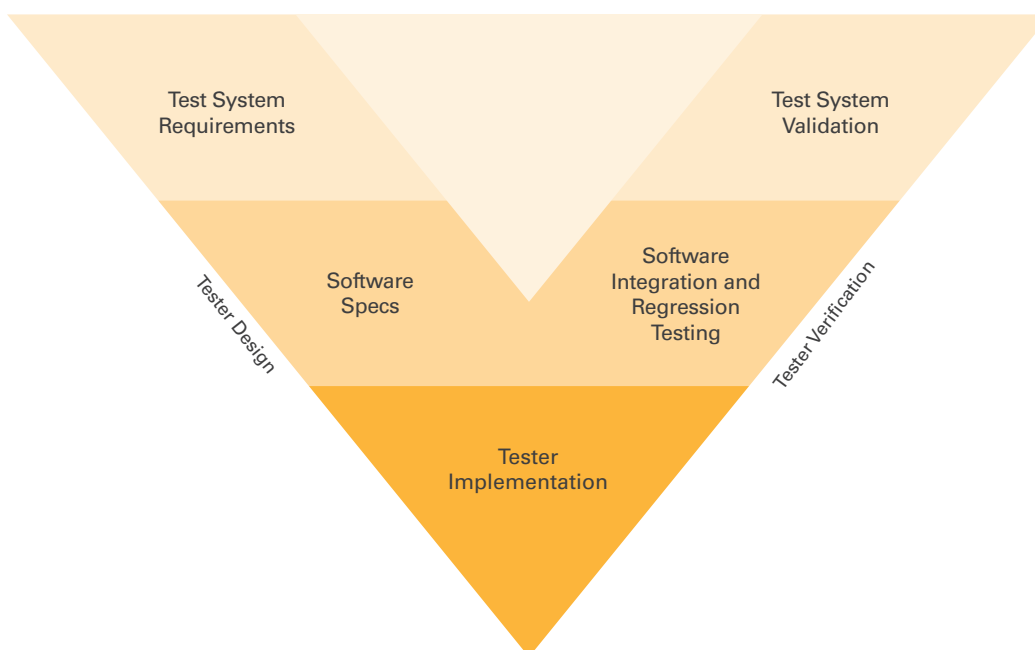 Test System
Requirements
Test System
Validation
Software
Specs
Software
Integration and
Regression
Testing
Tester Design
Tester Verification
Tester
Implementation